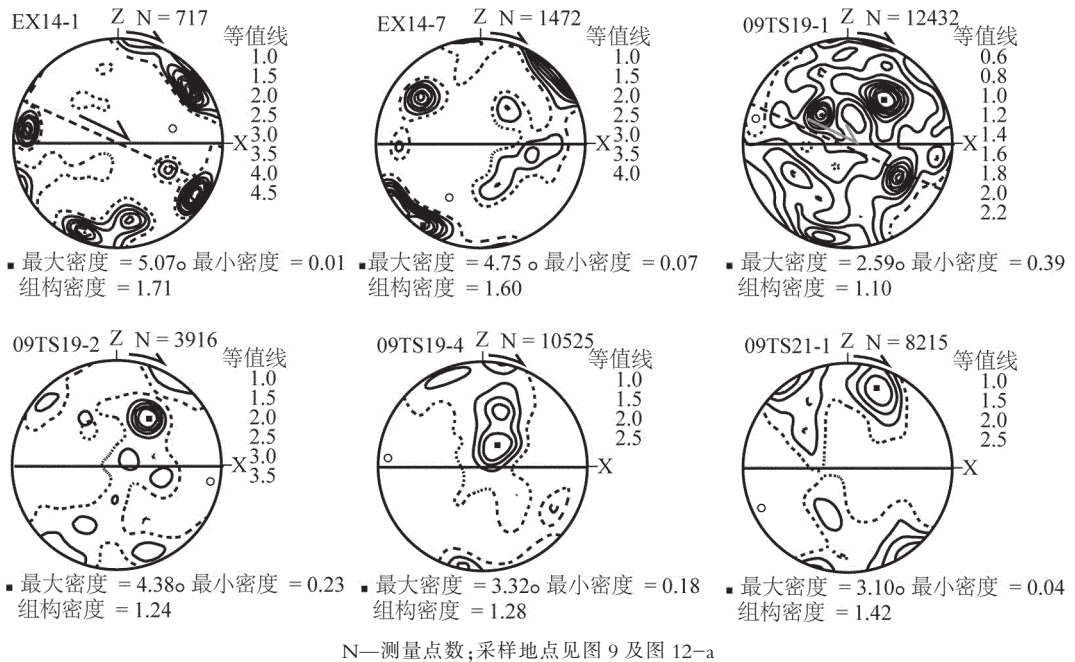 EX14-1 Z N = 717
等值线
1.0
1.5
2.0
2.5
3.0
3.5
4.0
4.5
X
■ 最大密度 = 5.07 ○ 最小密度 = 0.01
组构密度 = 1.71
EX14-7 Z N = 1472
等值线
1.0
1.5
2.0
2.5
3.0
3.5
4.0
X
■ 最大密度 = 4.75 ○ 最小密度 = 0.07
组构密度 = 1.60
09TS19-1 Z N = 12432
等值线
0.6
0.8
1.0
1.2
1.4
1.6
1.8
2.0
2.2
X
■ 最大密度 = 2.59 ○ 最小密度 = 0.39
组构密度 = 1.10
09TS19-2 Z N = 3916
等值线
1.0
1.5
2.0
2.5
3.0
3.5
X
■ 最大密度 = 4.38 ○ 最小密度 = 0.23
组构密度 = 1.24
09TS19-4 Z N = 10525
等值线
1.0
1.5
2.0
2.5
X
■ 最大密度 = 3.32 ○ 最小密度 = 0.18
组构密度 = 1.28
09TS21-1 Z N = 8215
等值线
1.0
1.5
2.0
2.5
X
■ 最大密度 = 3.10 ○ 最小密度 = 0.04
组构密度 = 1.42
N—测量点数;采样地点见图 9 及图 12-a